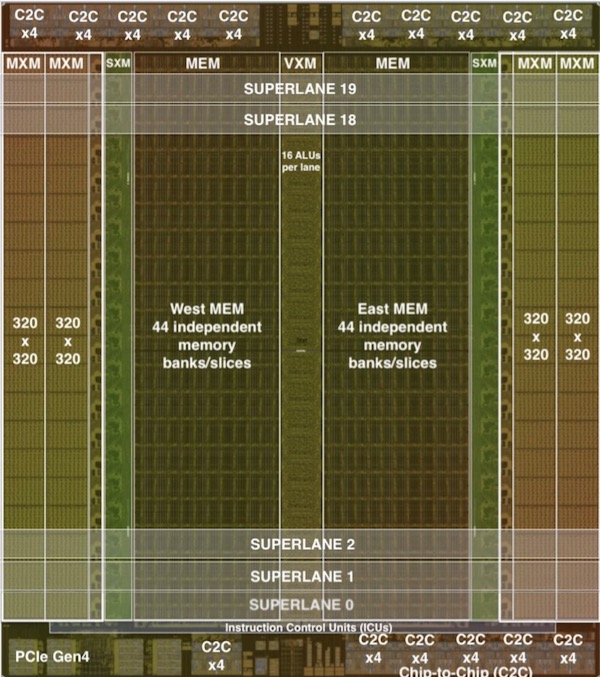 C2C C2C C2C C2C C2C C2C C2C C2C C2C C2C
x4 x4 x4 x4 x4 x4 x4 x4 x4 x4
MXM MXM SXM MEM VXM MEM SXM MXM MXM
SUPERLANE 19
SUPERLANE 18
16 ALUs
per lane
West MEM
44 independent
memory
banks/slices
East MEM
44 independent
memory
banks/slices
320
x
320
320
x
320
320
x
320
320
x
320
SUPERLANE 2
SUPERLANE 1
SUPERLANE 0
Instruction Control Units (ICUs)
PCIe Gen4
C2C
x4
C2C C2C C2C C2C C2C
x4 x4 x4 x4 x4
Chip-to-Chip (C2C)